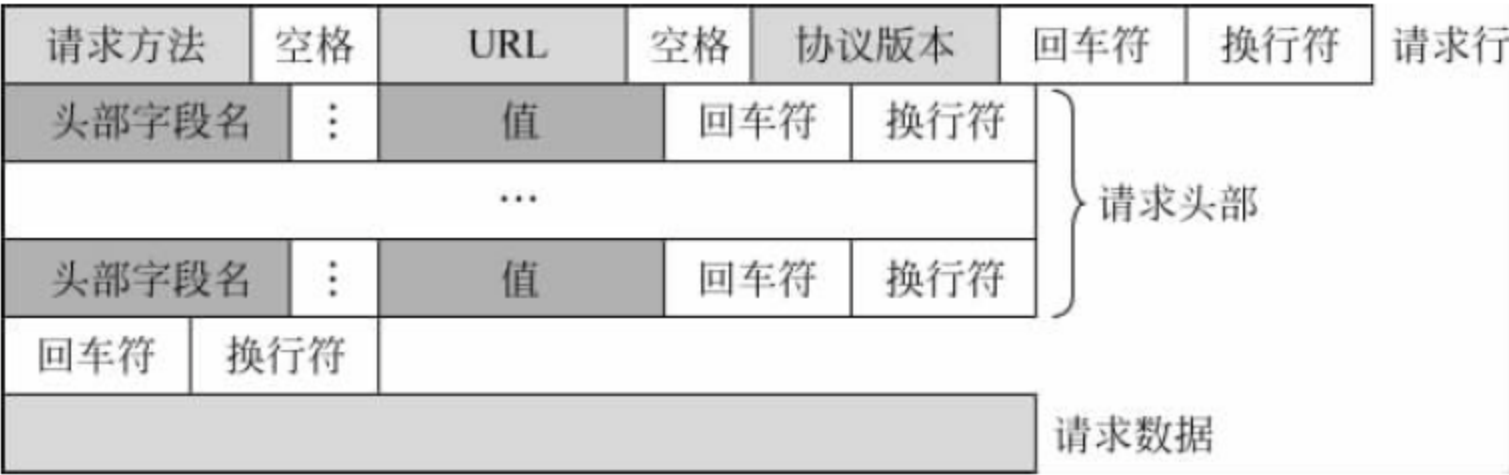 请求方法 空格 URL 空格 协议版本 回车符 换行符 请求行
头部字段名 ⋮ 值 回车符 换行符
… 请求头部
头部字段名 ⋮ 值 回车符 换行符
回车符 换行符
请求数据